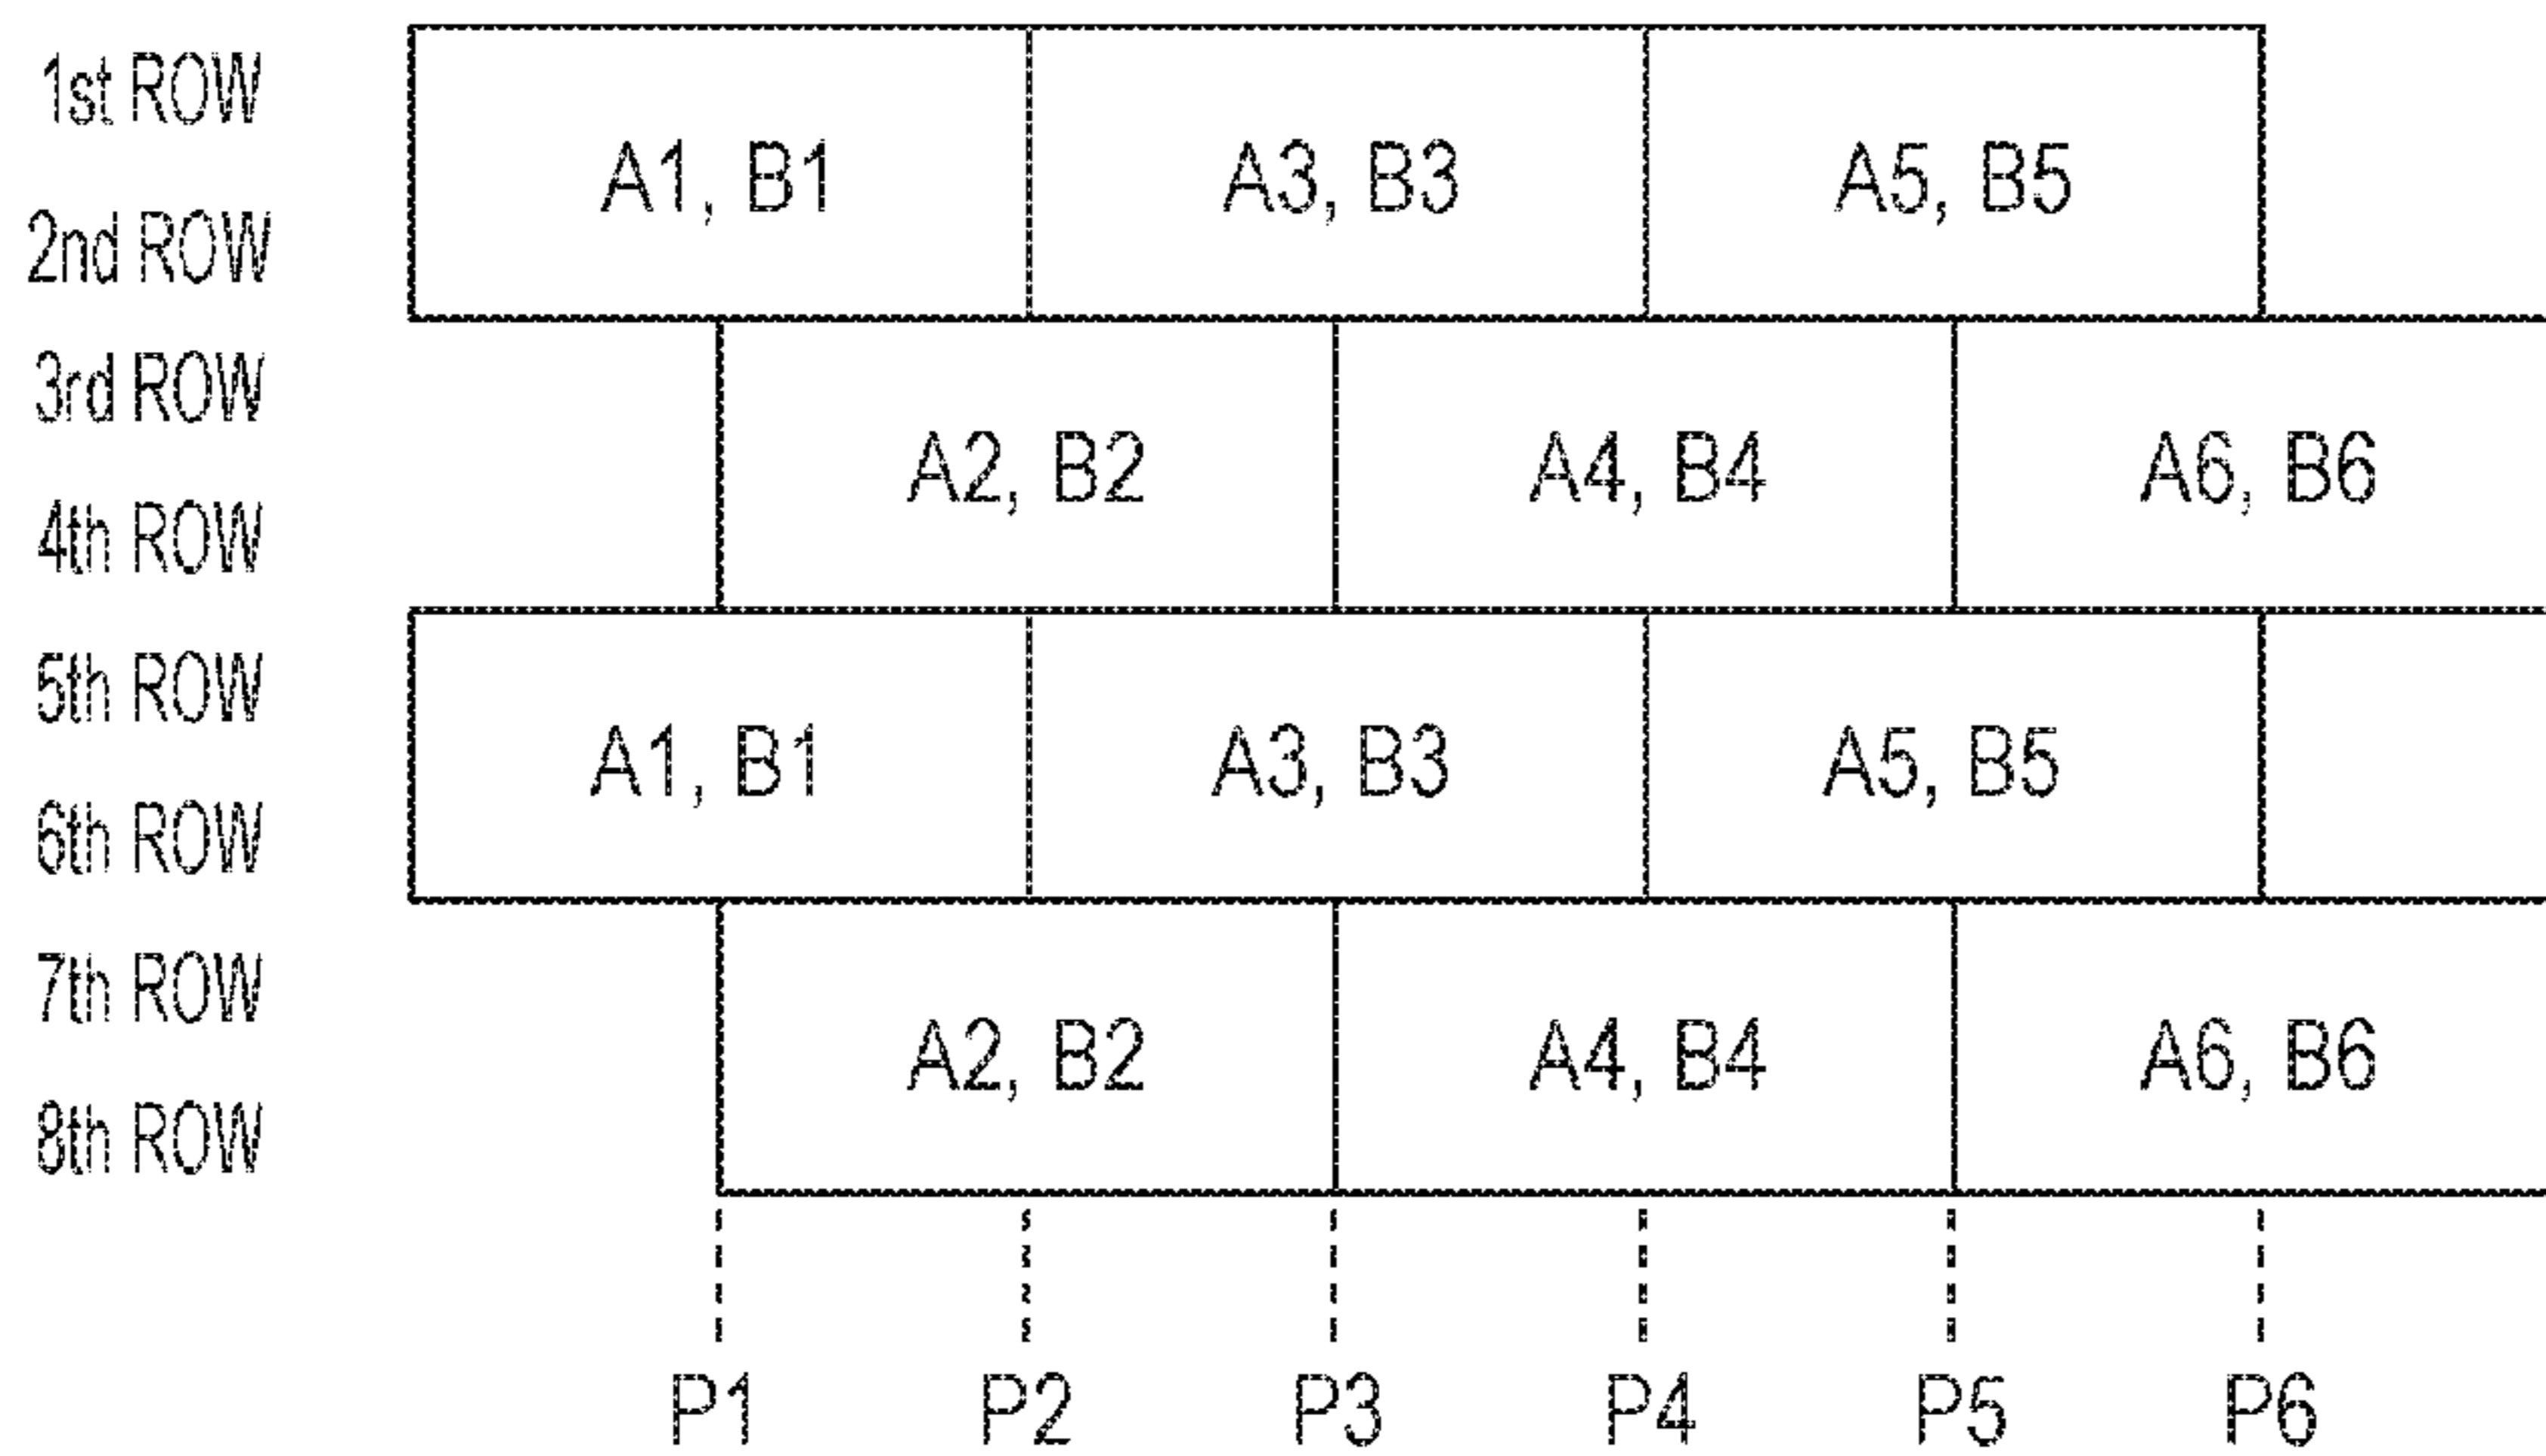 1st ROW
A1, B1 A3, B3 A5, B5
2nd ROW
3rd ROW
A2, B2 A4, B4 A6, B6
4th ROW
5th ROW
A1, B1 A3, B3 A5, B5
6th ROW
7th ROW
A2, B2 A4, B4 A6, B6
8th ROW
P1 P2 P3 P4 P5 P6